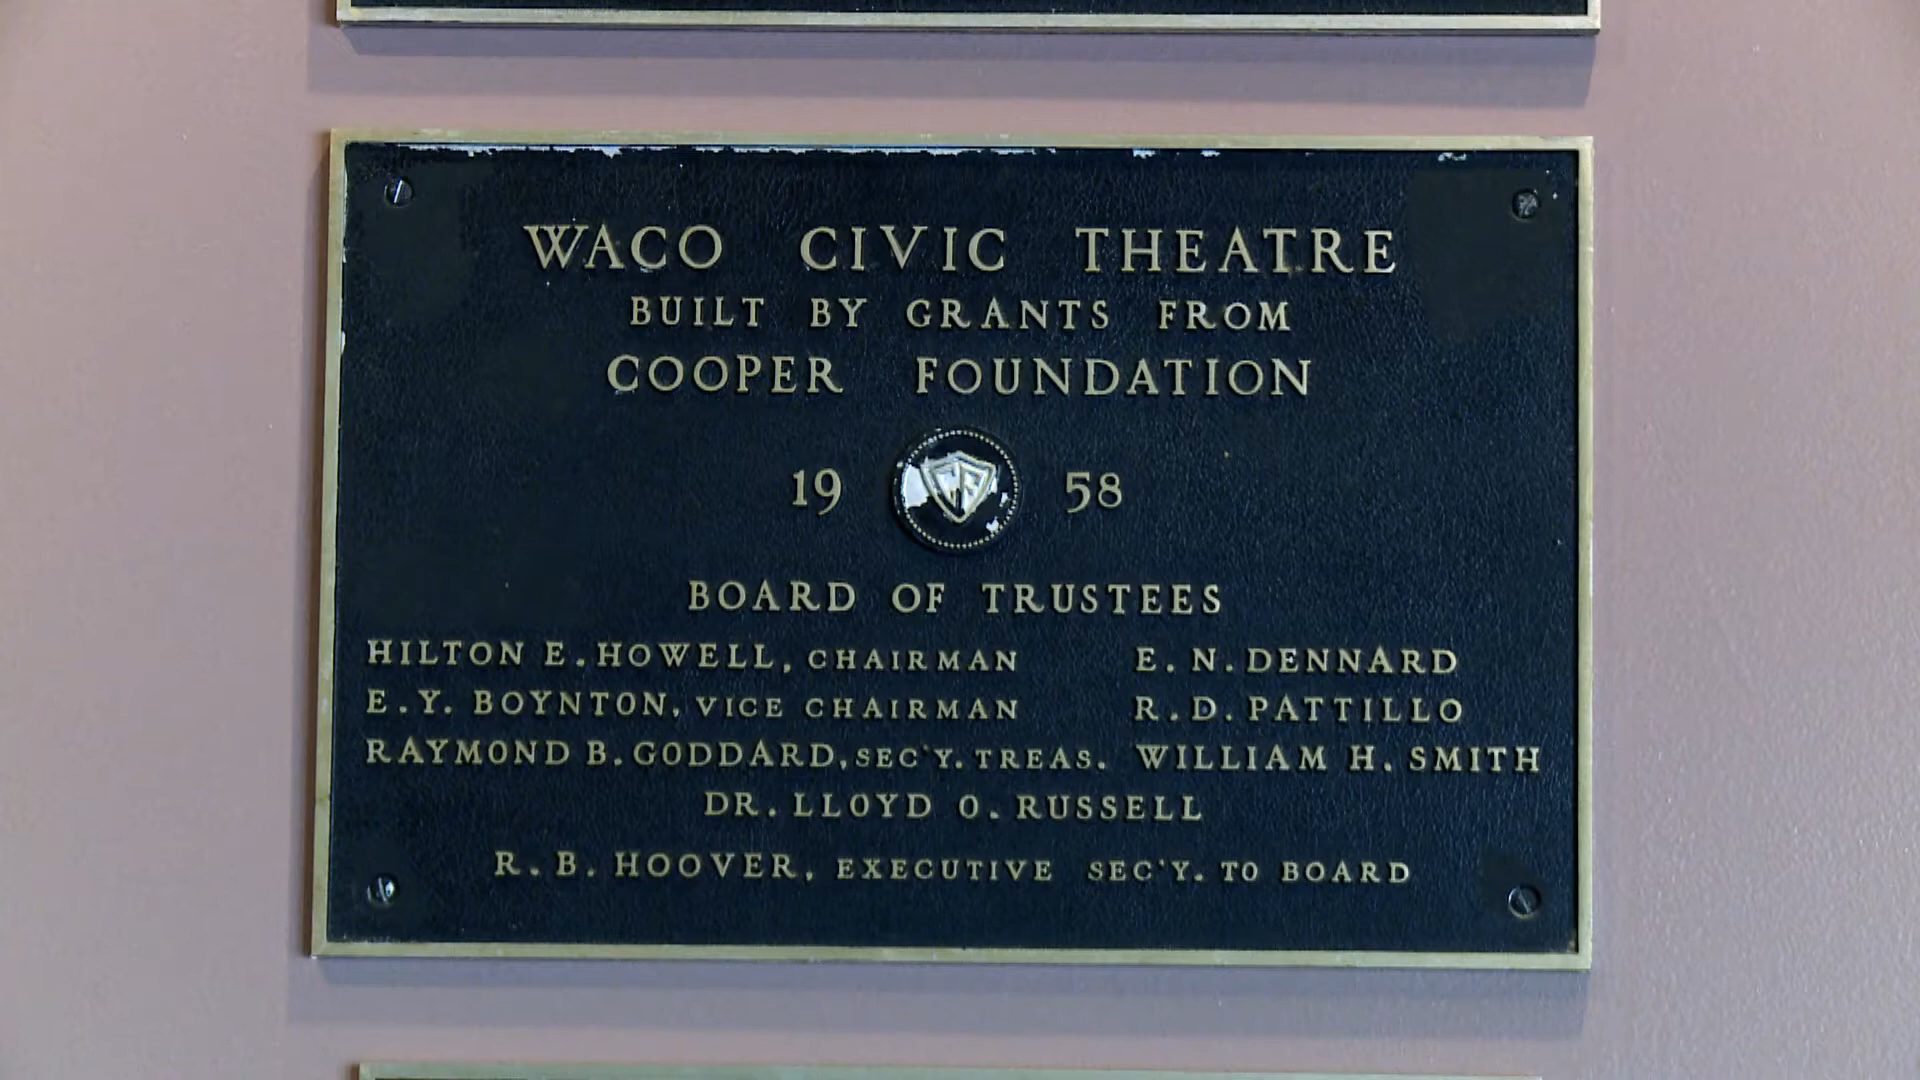 WACO CIVIC THEATRE
BUILT BY GRANTS FROM
COOPER FOUNDATION
19 CF 58
BOARD OF TRUSTEES
HILTON E. HOWELL, CHAIRMAN E. N. DENNARD
E. Y. BOYNTON, VICE CHAIRMAN R. D. PATTILLO
RAYMOND B. GODDARD, SEC'Y. TREAS. WILLIAM H. SMITH
DR. LLOYD O. RUSSELL
R. B. HOOVER, EXECUTIVE SEC'Y. TO BOARD